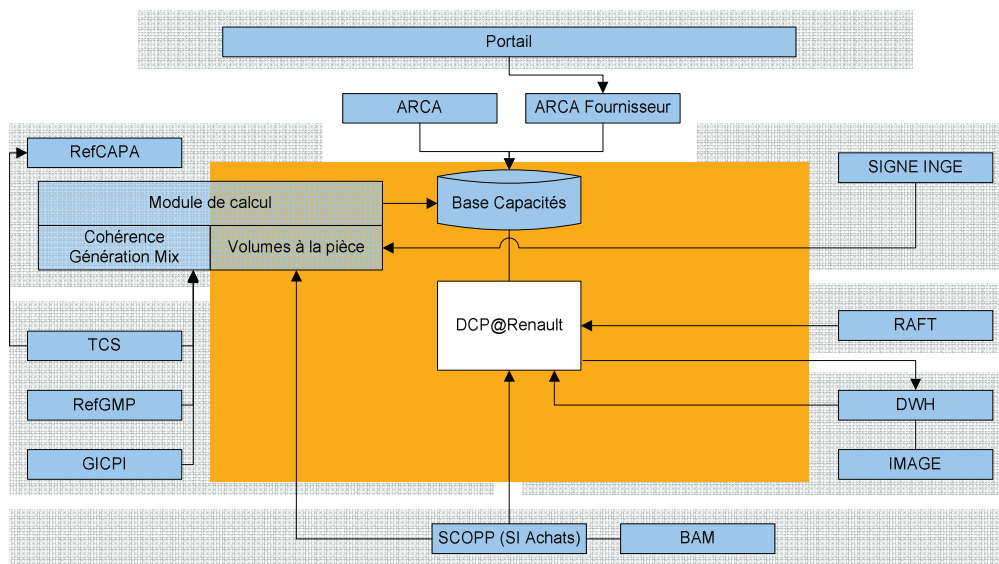 Portail
ARCA
ARCA Fournisseur
RefCAPA
SIGNE INGE
Module de calcul
Base Capacités
Cohérence
Génération Mix
Volumes à la pièce
DCP@Renault
RAFT
TCS
RefGMP
DWH
GICPI
IMAGE
SCOPP (SI Achats)
BAM